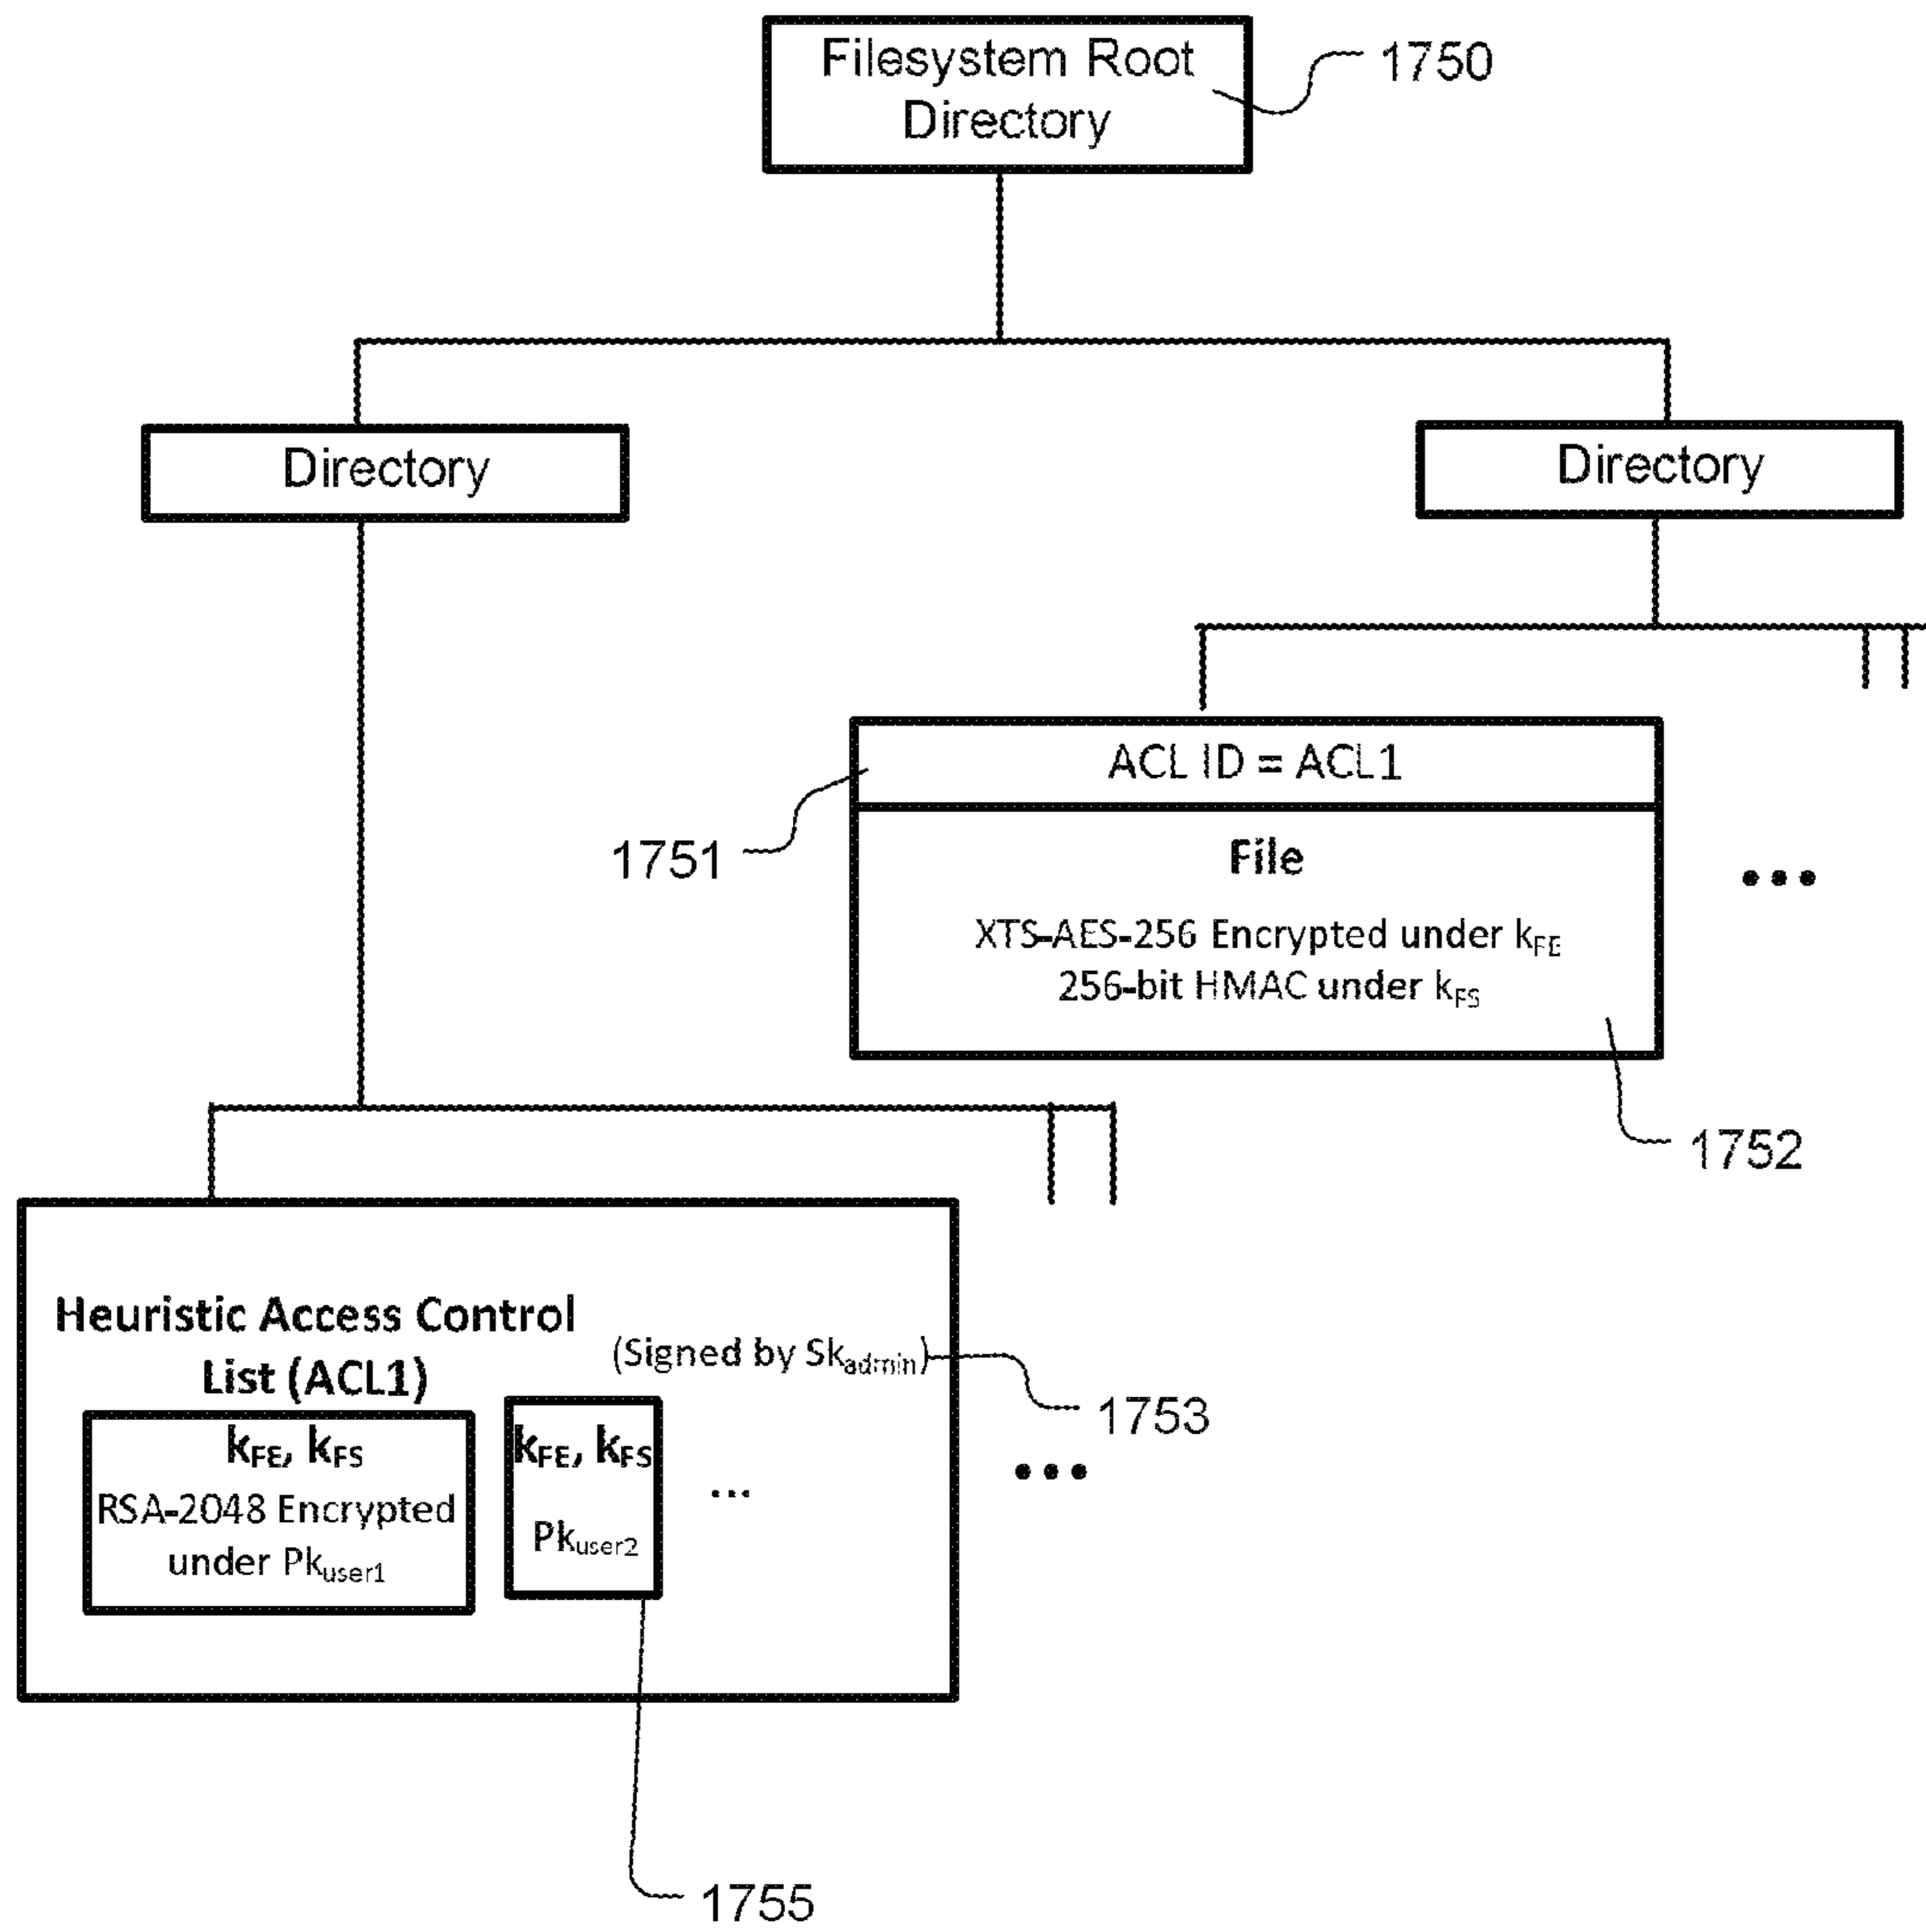 Filesystem Root
Directory
1750
Directory
Directory
ACL ID = ACL1
1751
File
XTS-AES-256 Encrypted under kFE
256-bit HMAC under kFS
...
1752
Heuristic Access Control
List (ACL1)
(Signed by Skadmin)
1753
kFE, kFS
RSA-2048 Encrypted
under Pkuser1
kFE, kFS
Pkuser2
...
...
1755